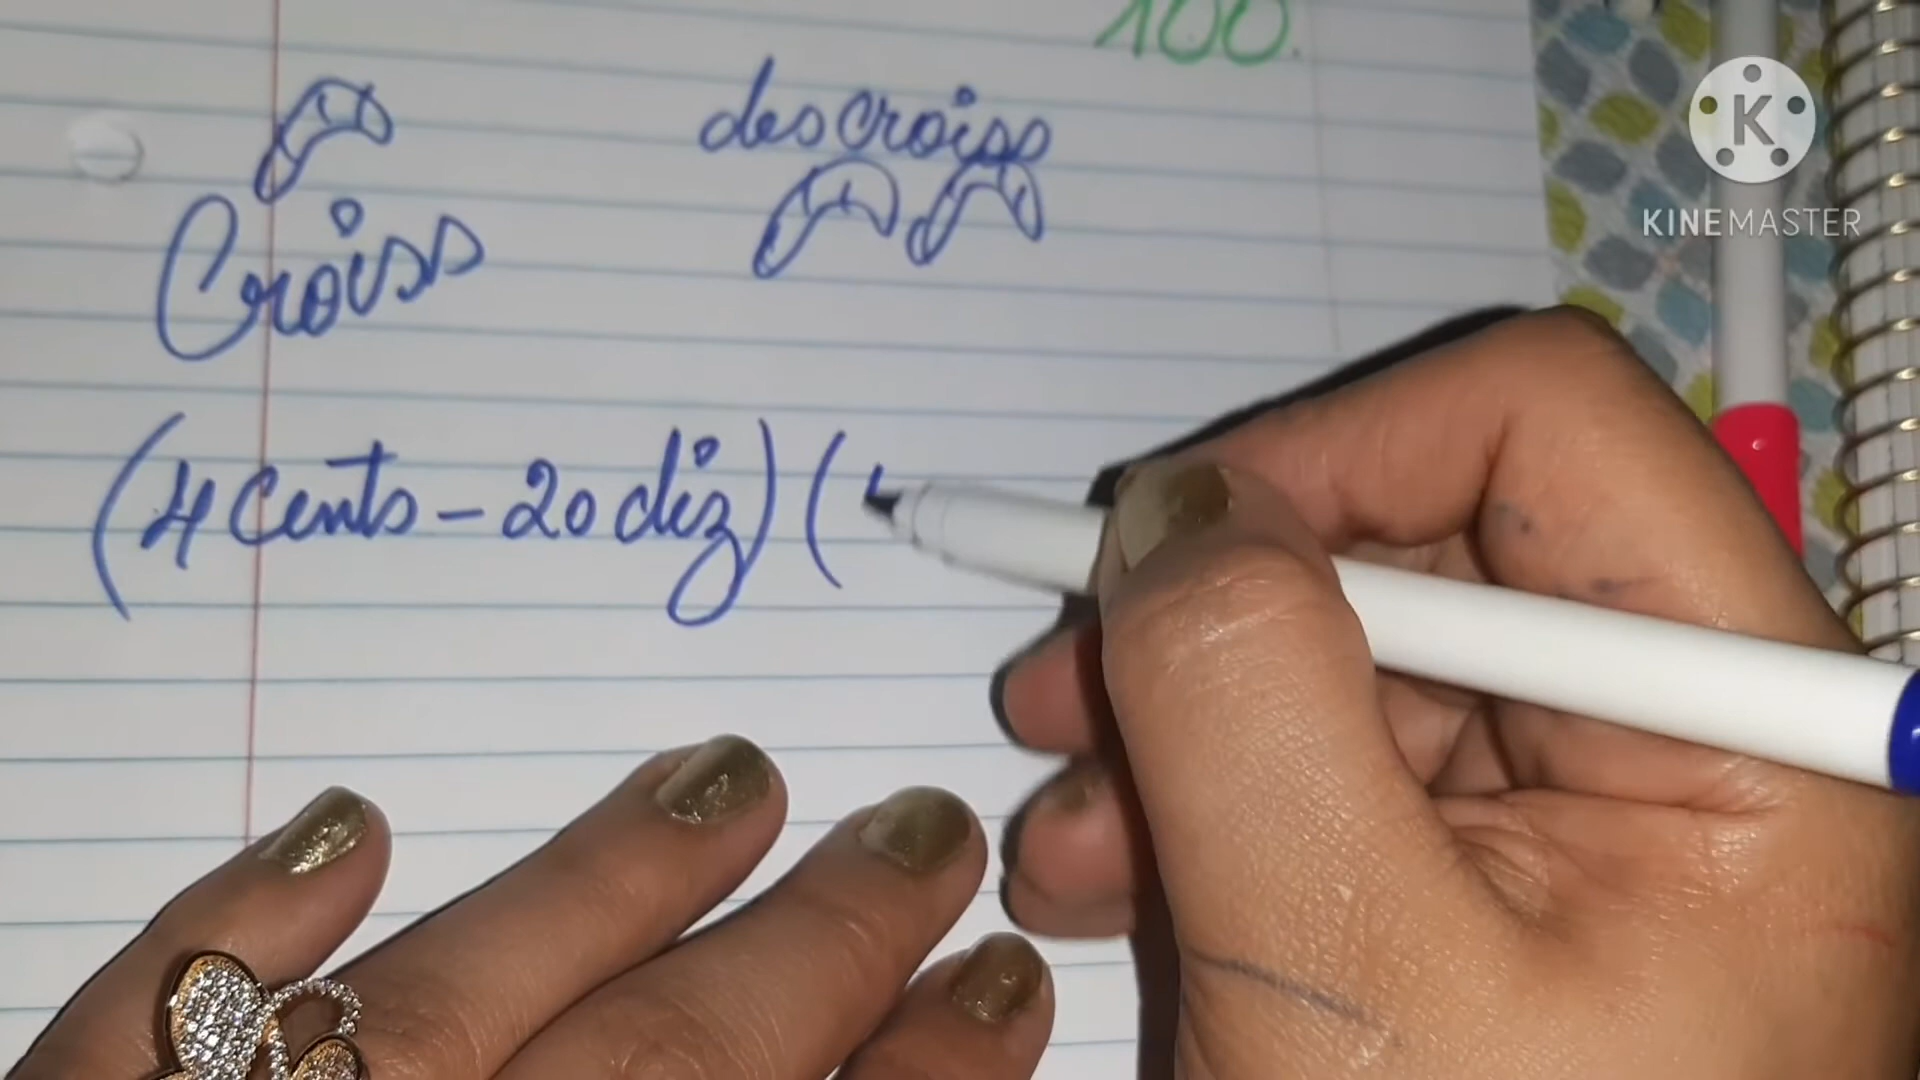 100.
des croiss
Croiss
(4 cents - 20 diz) (
KINEMASTER